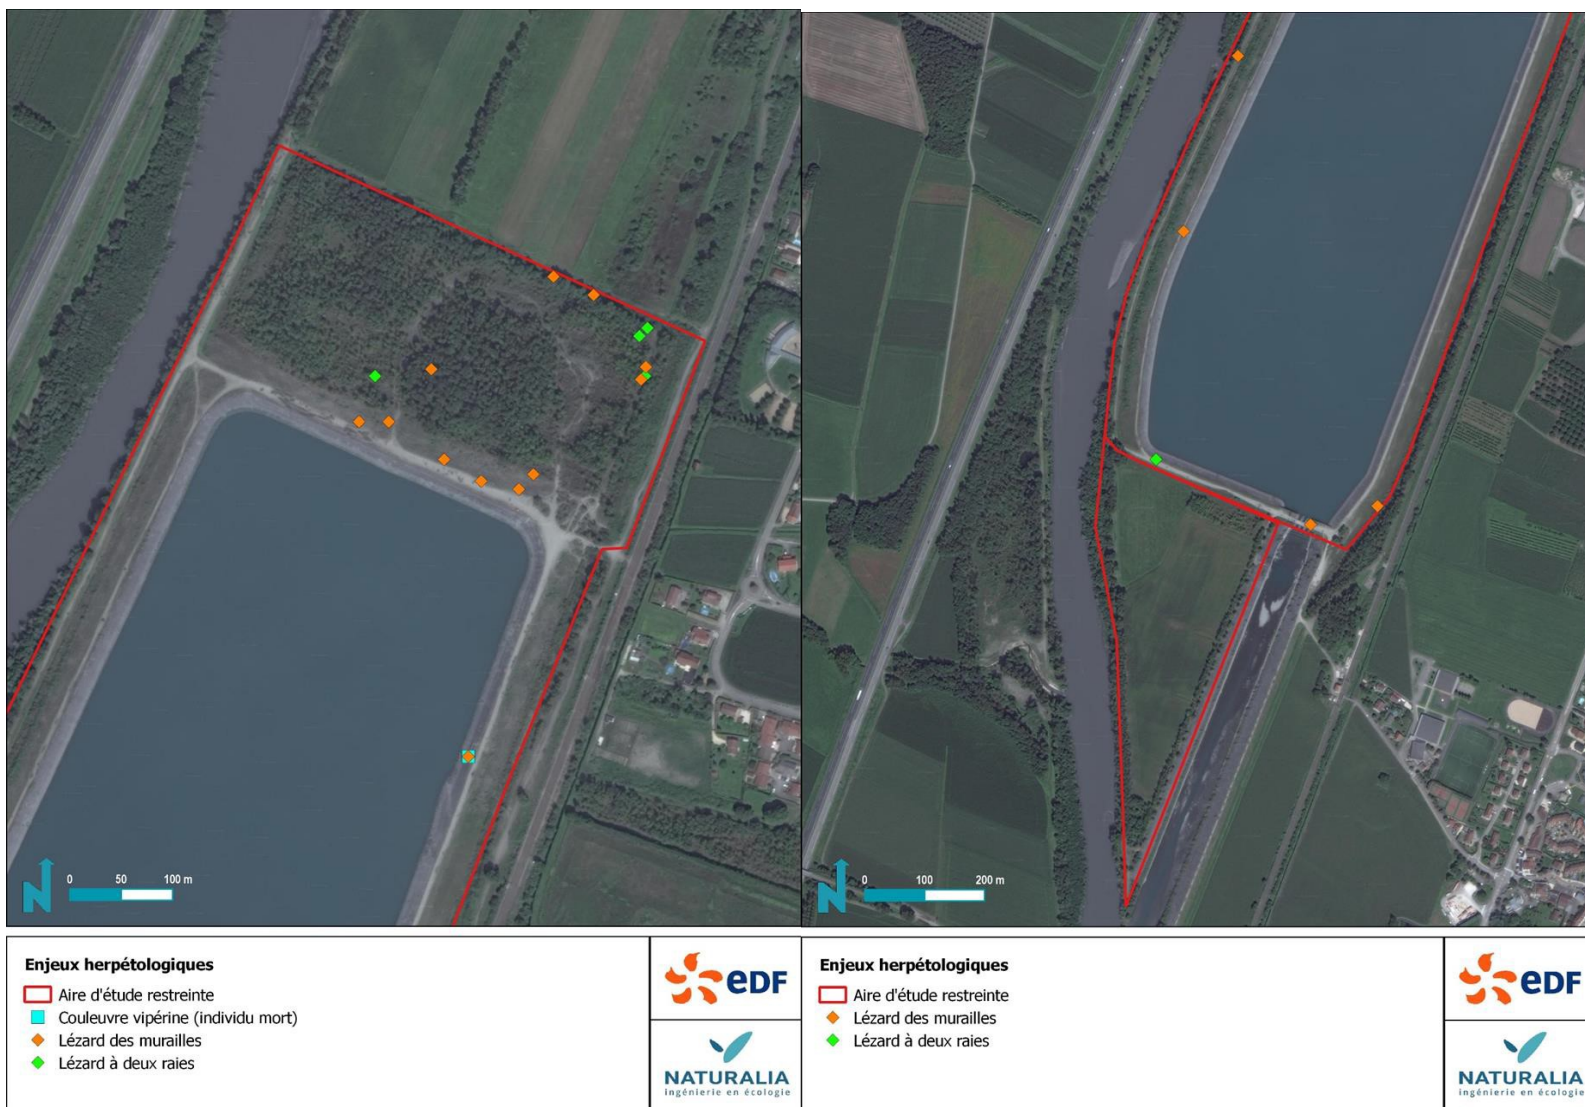 N
0 50 100 m
Enjeux herpétologiques
Aire d'étude restreinte
Couleuvre vipérine (individu mort)
Lézard des murailles
Lézard à deux raies
eDF
NATURALIA
ingénierie en écologie
N
0 100 200 m
Enjeux herpétologiques
Aire d'étude restreinte
Lézard des murailles
Lézard à deux raies
eDF
NATURALIA
ingénierie en écologie